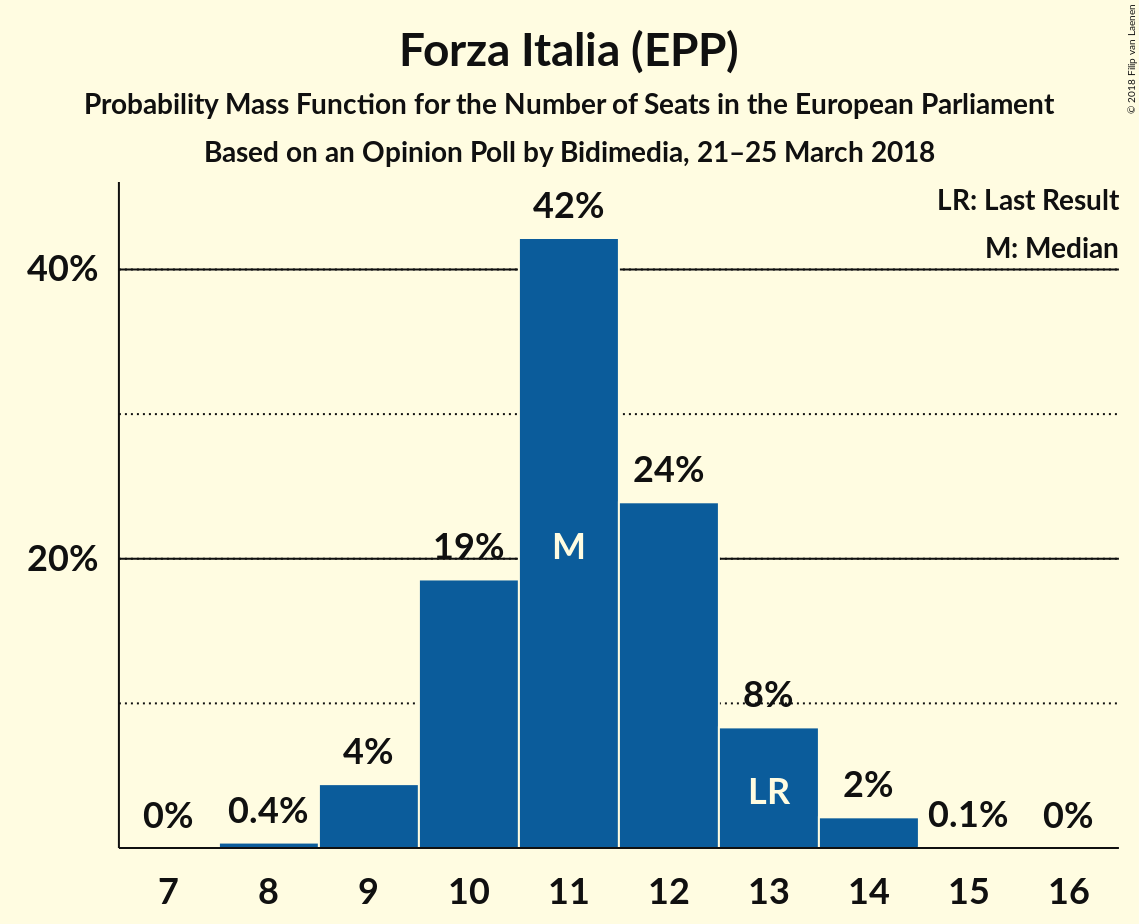 Forza Italia (EPP)
Probability Mass Function for the Number of Seats in the European Parliament
Based on an Opinion Poll by Bidimedia, 21–25 March 2018
© 2018 Filip van Laenen
LR: Last Result
M: Median
40%
20%
0%
0.4%
4%
19%
42%
24%
8%
2%
0.1%
0%
M
LR
7 8 9 10 11 12 13 14 15 16